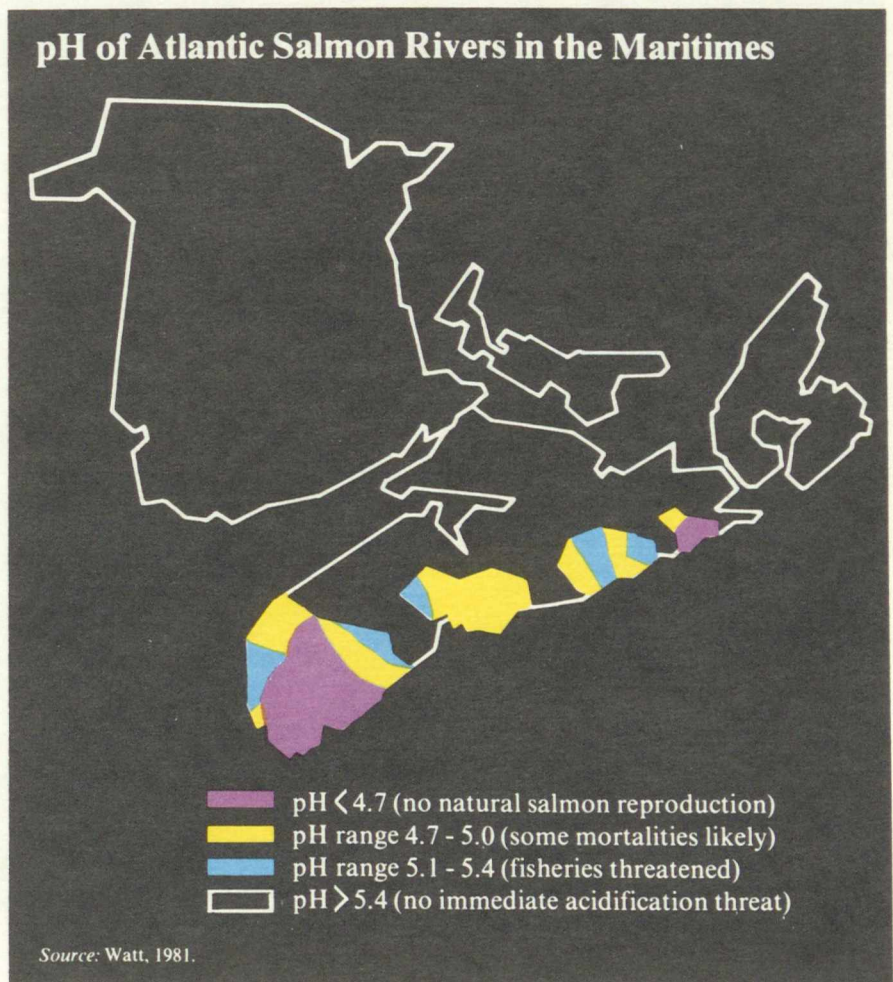 pH of Atlantic Salmon Rivers in the Maritimes
pH < 4.7 (no natural salmon reproduction)
pH range 4.7 - 5.0 (some mortalities likely)
pH range 5.1 - 5.4 (fisheries threatened)
pH > 5.4 (no immediate acidification threat)
Source: Watt, 1981.